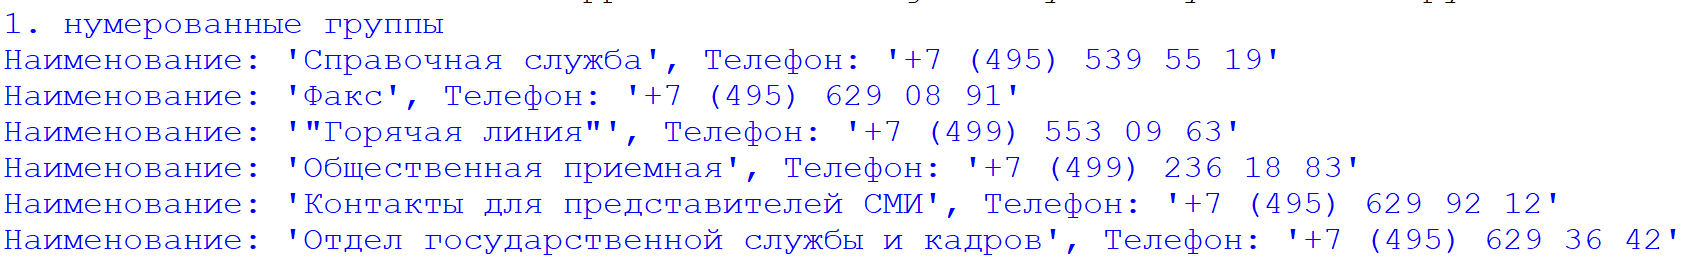 1. нумерованные группы
Наименование: 'Справочная служба', Телефон: '+7 (495) 539 55 19'
Наименование: 'Факс', Телефон: '+7 (495) 629 08 91'
Наименование: '"Горячая линия"', Телефон: '+7 (499) 553 09 63'
Наименование: 'Общественная приемная', Телефон: '+7 (499) 236 18 83'
Наименование: 'Контакты для представителей СМИ', Телефон: '+7 (495) 629 92 12'
Наименование: 'Отдел государственной службы и кадров', Телефон: '+7 (495) 629 36 42'